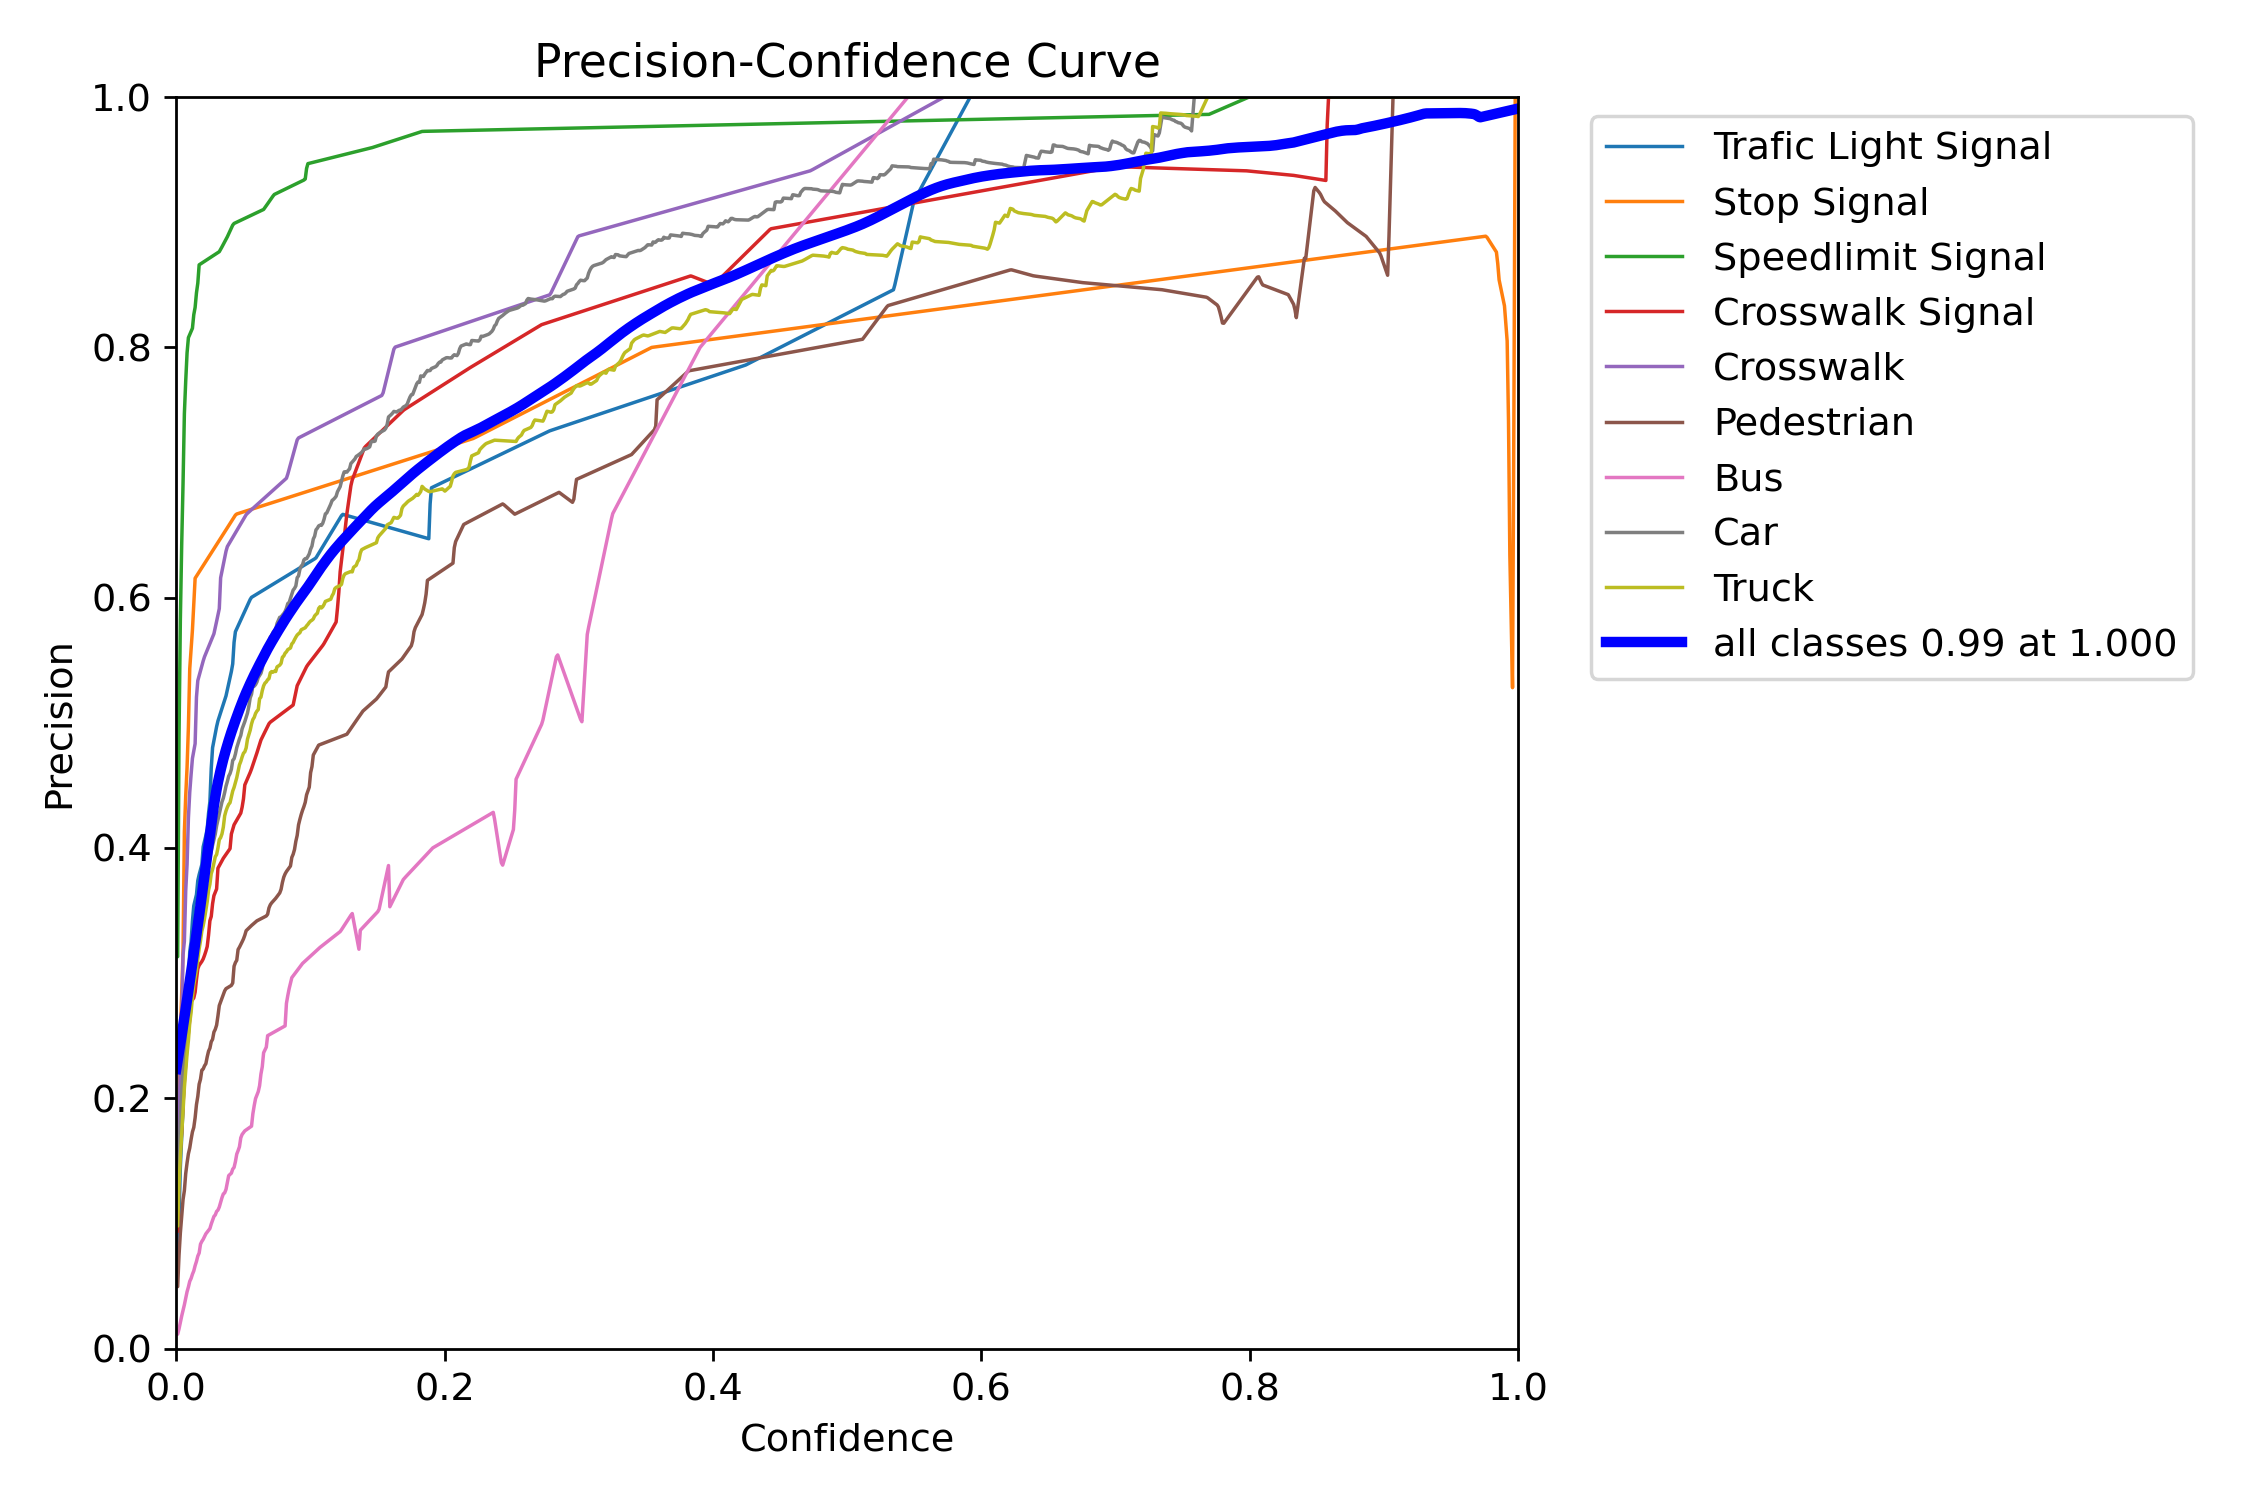 Precision-Confidence Curve
1.0
0.8
0.6
0.4
0.2
0.0
Precision
0.0 0.2 0.4 0.6 0.8 1.0
Confidence
Trafic Light Signal
Stop Signal
Speedlimit Signal
Crosswalk Signal
Crosswalk
Pedestrian
Bus
Car
Truck
all classes 0.99 at 1.000